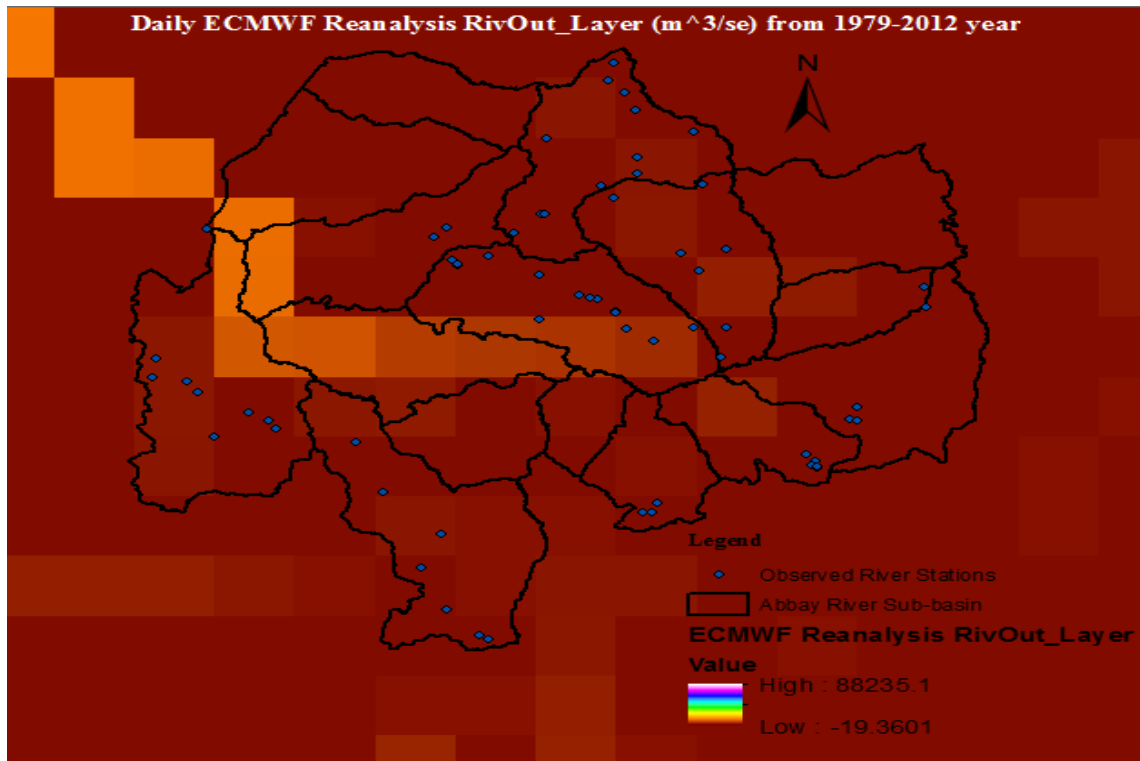 Daily ECMWF Reanalysis RivOut_Layer (m^3/se) from 1979-2012 year
N
Legend
Observed River Stations
Abbay River Sub-basin
ECMWF Reanalysis RivOut_Layer
Value
High : 88235.1
Low : -19.3601